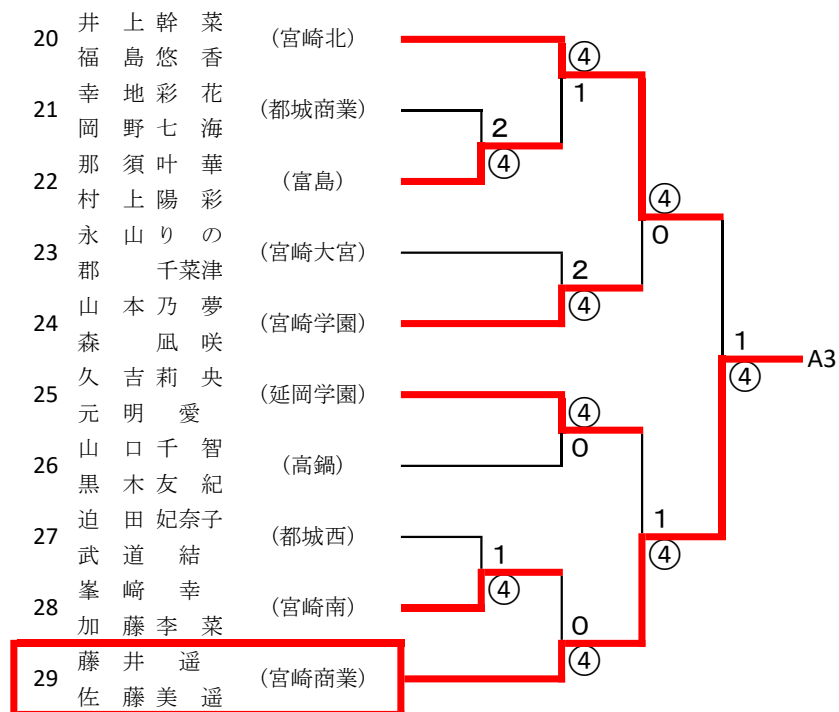 20 井上幹菜 (宮崎北)
福島悠香
④
1
21 幸地彩花 (都城商業)
岡野七海
2
④
22 那須叶華 (富島)
村上陽彩
④
0
23 永山りの (宮崎大宮)
郡 千菜津
2
④
24 山本乃夢 (宮崎学園)
森 凪咲
1
④
A3
25 久吉莉央 (延岡学園)
元明愛
④
0
26 山口千智 (高鍋)
黒木友紀
1
④
27 迫田妃奈子 (都城西)
武道結
1
④
28 峯﨑幸 (宮崎南)
加藤李菜
0
④
29 藤井遥 (宮崎商業)
佐藤美遥